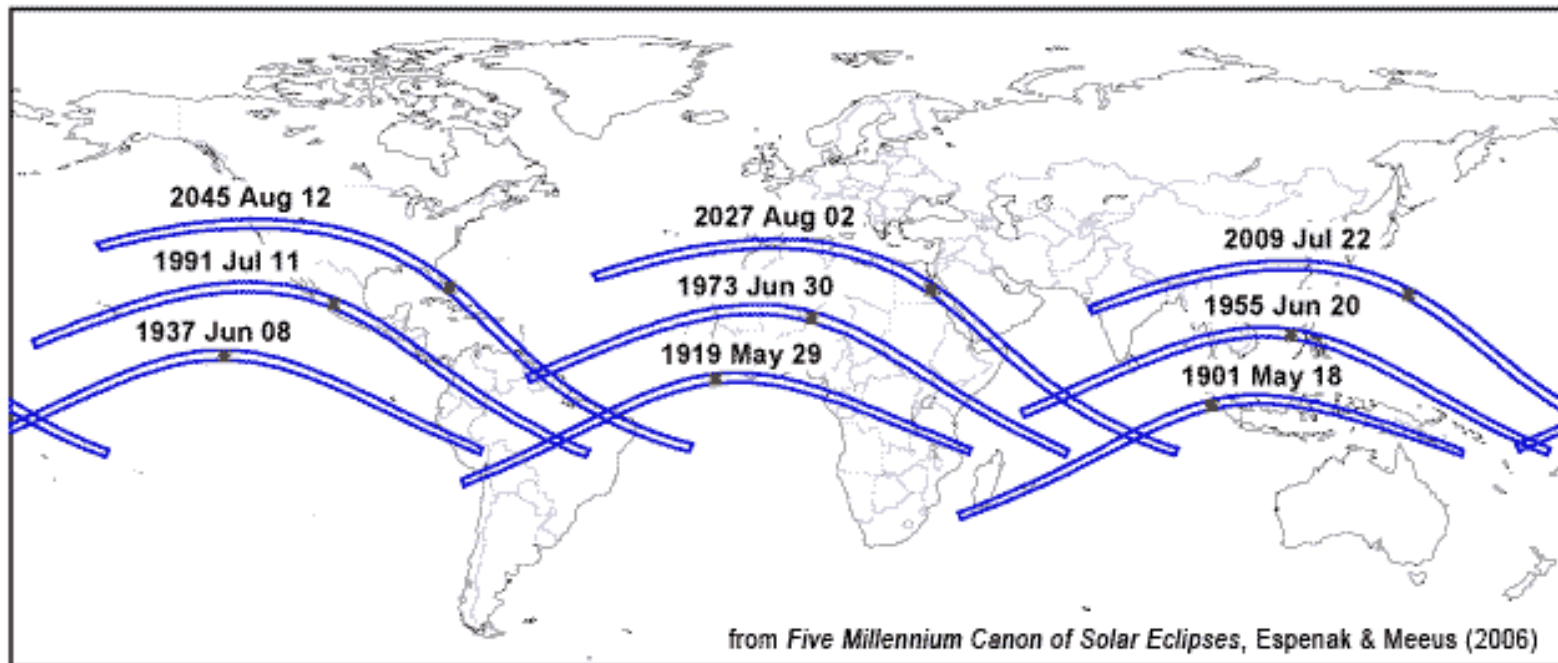 2045 Aug 12
2027 Aug 02
2009 Jul 22
1991 Jul 11
1973 Jun 30
1955 Jun 20
1937 Jun 08
1919 May 29
1901 May 18
from Five Millennium Canon of Solar Eclipses, Espenak & Meeus (2006)